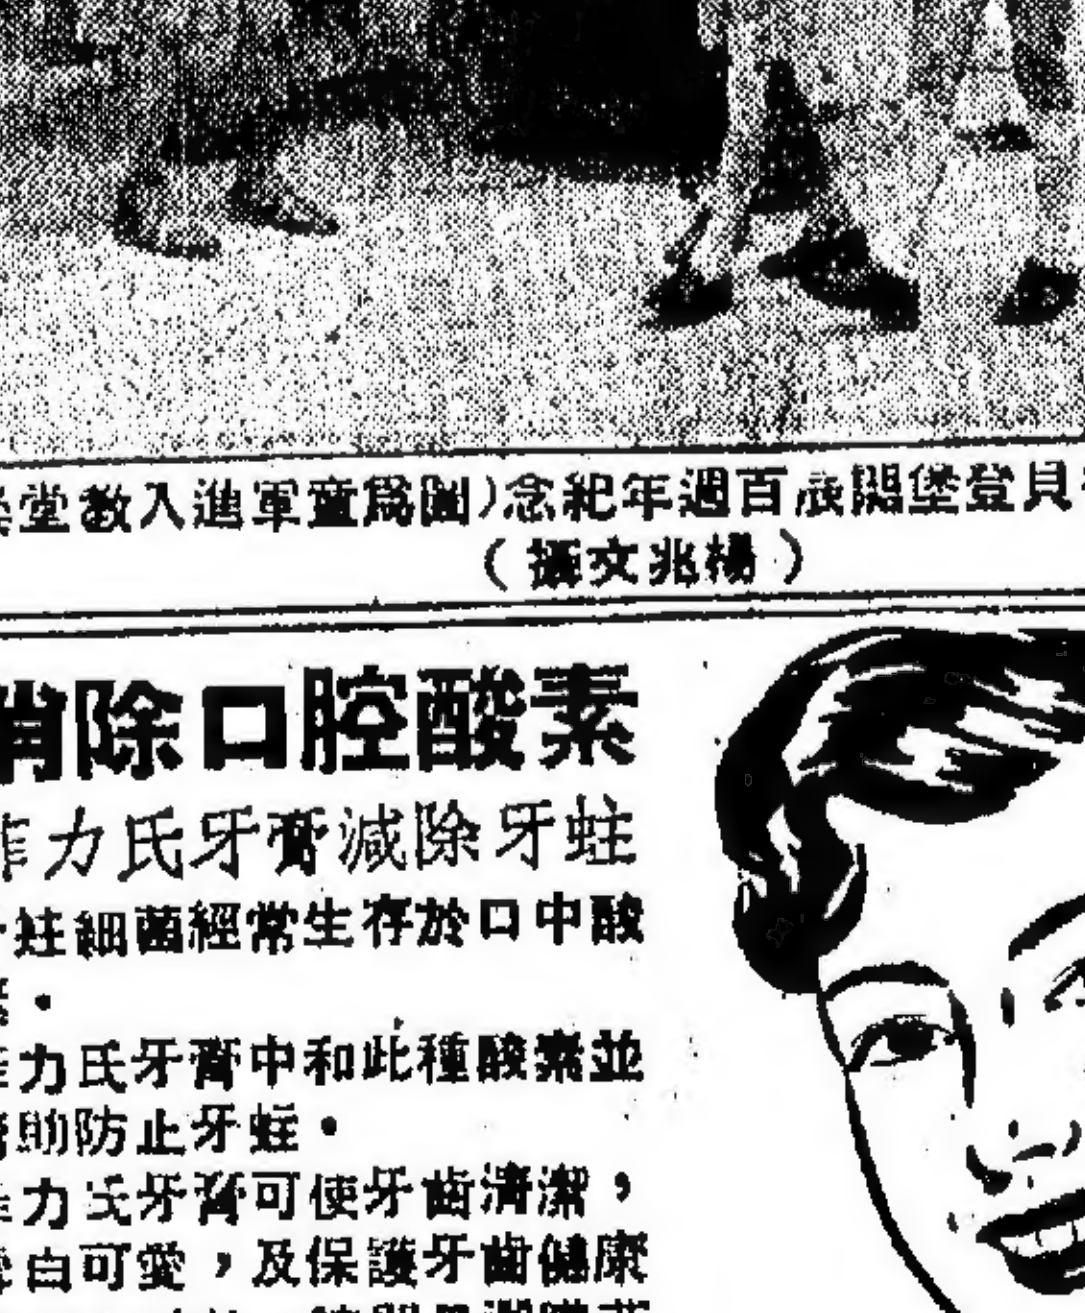 貝登堡辰百週年紀念(圖爲童軍進入教堂
(楊兆文攝)
消除口腔酸素
力氏牙膏減除牙蛀
蛀細菌經常生存於口中酸
素•
力氏牙膏中和此種酸素並
助防止牙蛀•
力氏牙膏可使牙齒清潔，
白可愛，及保護牙齒健康